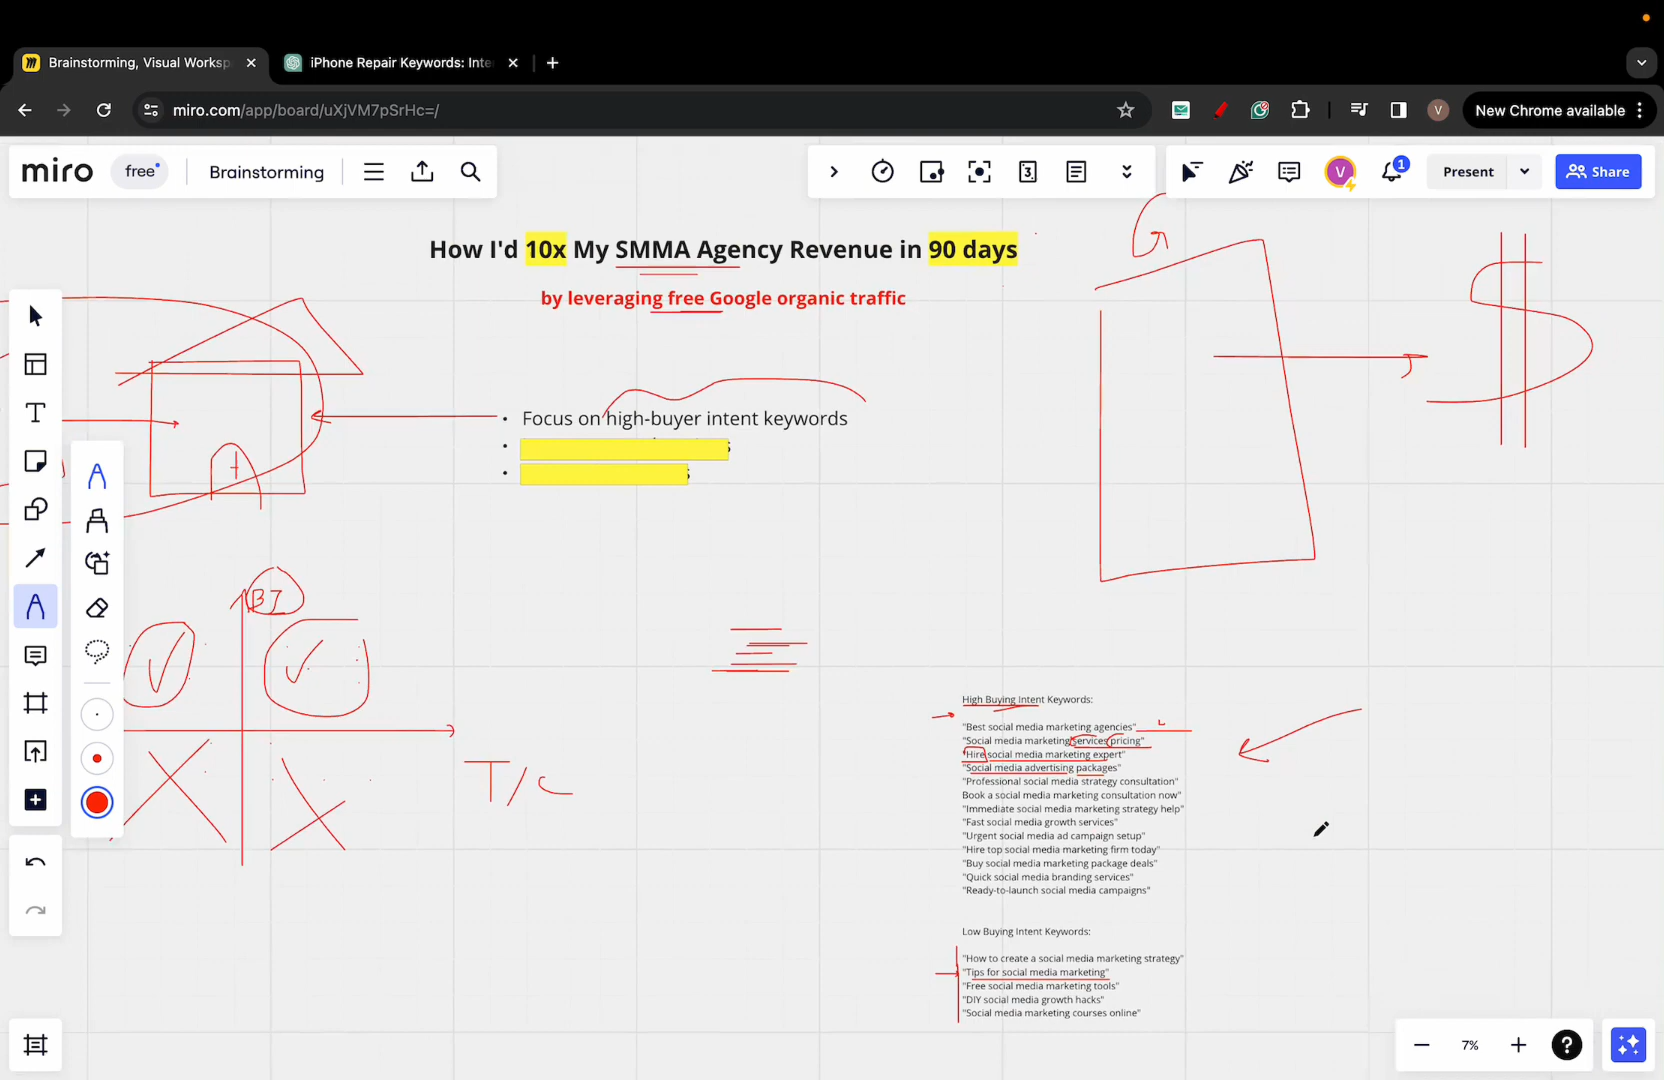 Brainstorming, Visual Worksp
iPhone Repair Keywords: Inte
miro.com/app/board/uXjVM7pSrHc=/
V
New Chrome available
miro
free
Brainstorming
3
V
1
Present
Share
How I'd 10x My SMMA Agency Revenue in 90 days
by leveraging free Google organic traffic
G
• Focus on high-buyer intent keywords
•
•
BI
T/C
High Buying Intent Keywords:
"Best social media marketing agencies"
"Social media marketing services pricing"
"Hire social media marketing expert"
"Social media advertising packages"
"Professional social media strategy consultation"
Book a social media marketing consultation now"
"Immediate social media marketing strategy help"
"Fast social media growth services"
"Urgent social media ad campaign setup"
"Hire top social media marketing firm today"
"Buy social media marketing package deals"
"Quick social media branding services"
"Ready-to-launch social media campaigns"
Low Buying Intent Keywords:
"How to create a social media marketing strategy"
"Tips for social media marketing"
"Free social media marketing tools"
"DIY social media growth hacks"
"Social media marketing courses online"
7%